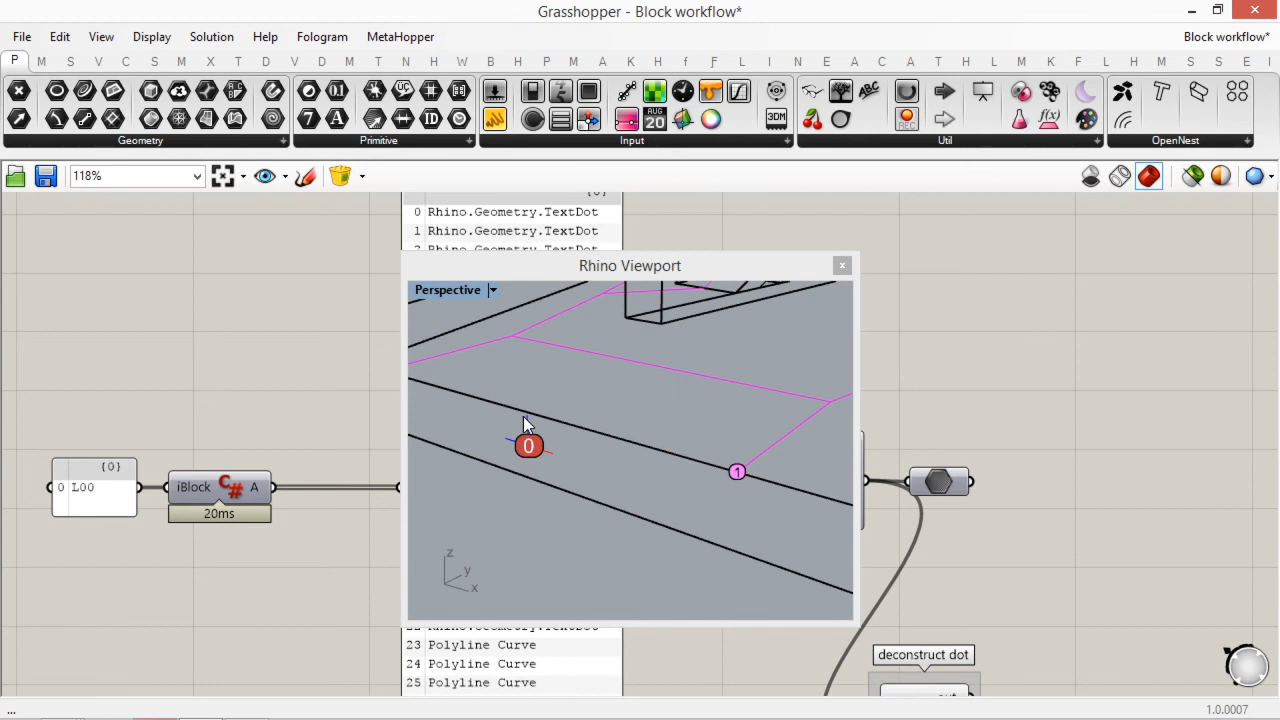 Grasshopper - Block workflow*
File Edit View Display Solution Help Fologram MetaHopper Block workflow*
P M S V C S M X T D V D M T N H W B H P M A K H F L N E A L H M N P H L M P N S E I
Geometry Primitive Input Util OpenNest
118%
{0}
0 Rhino.Geometry.TextDot
1 Rhino.Geometry.TextDot
Rhino Viewport
Perspective
0
1
{0}
0 L00
iBlock C# A
20ms
z
y
x
23 Polyline Curve
24 Polyline Curve
25 Polyline Curve
deconstruct dot
...
1.0.0007